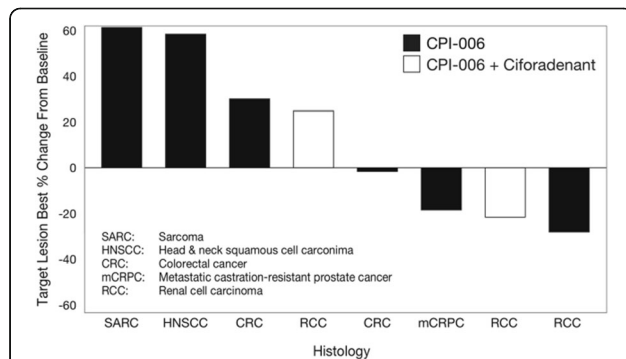 Target Lesion Best % Change From Baseline
60
40
20
0
-20
-40
-60
CPI-006
CPI-006 + Ciforadenant
SARC: Sarcoma
HNSCC: Head & neck squamous cell carconima
CRC: Colorectal cancer
mCRPC: Metastatic castration-resistant prostate cancer
RCC: Renal cell carcinoma
SARC HNSCC CRC RCC CRC mCRPC RCC RCC
Histology